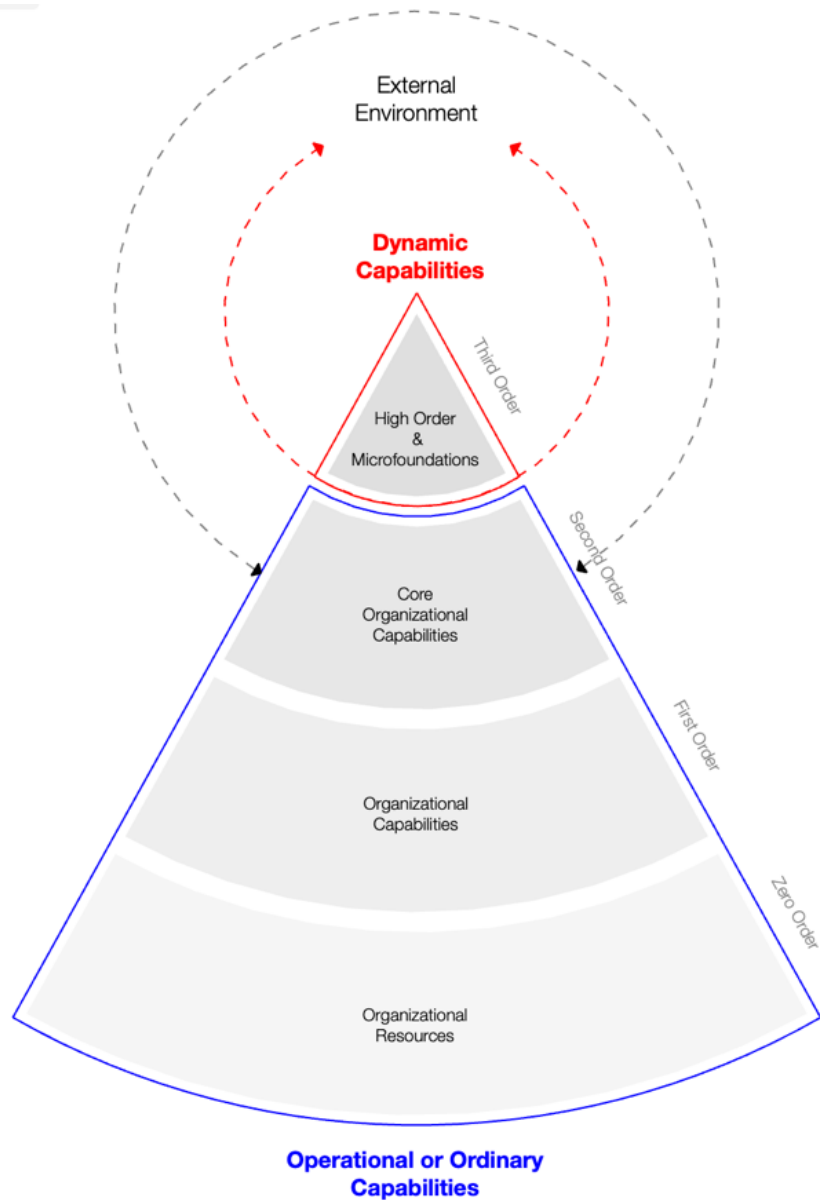 External
Environment
Dynamic
Capabilities
Third Order
High Order
&
Microfoundations
Second Order
Core
Organizational
Capabilities
First Order
Organizational
Capabilities
Zero Order
Organizational
Resources
Operational or Ordinary
Capabilities